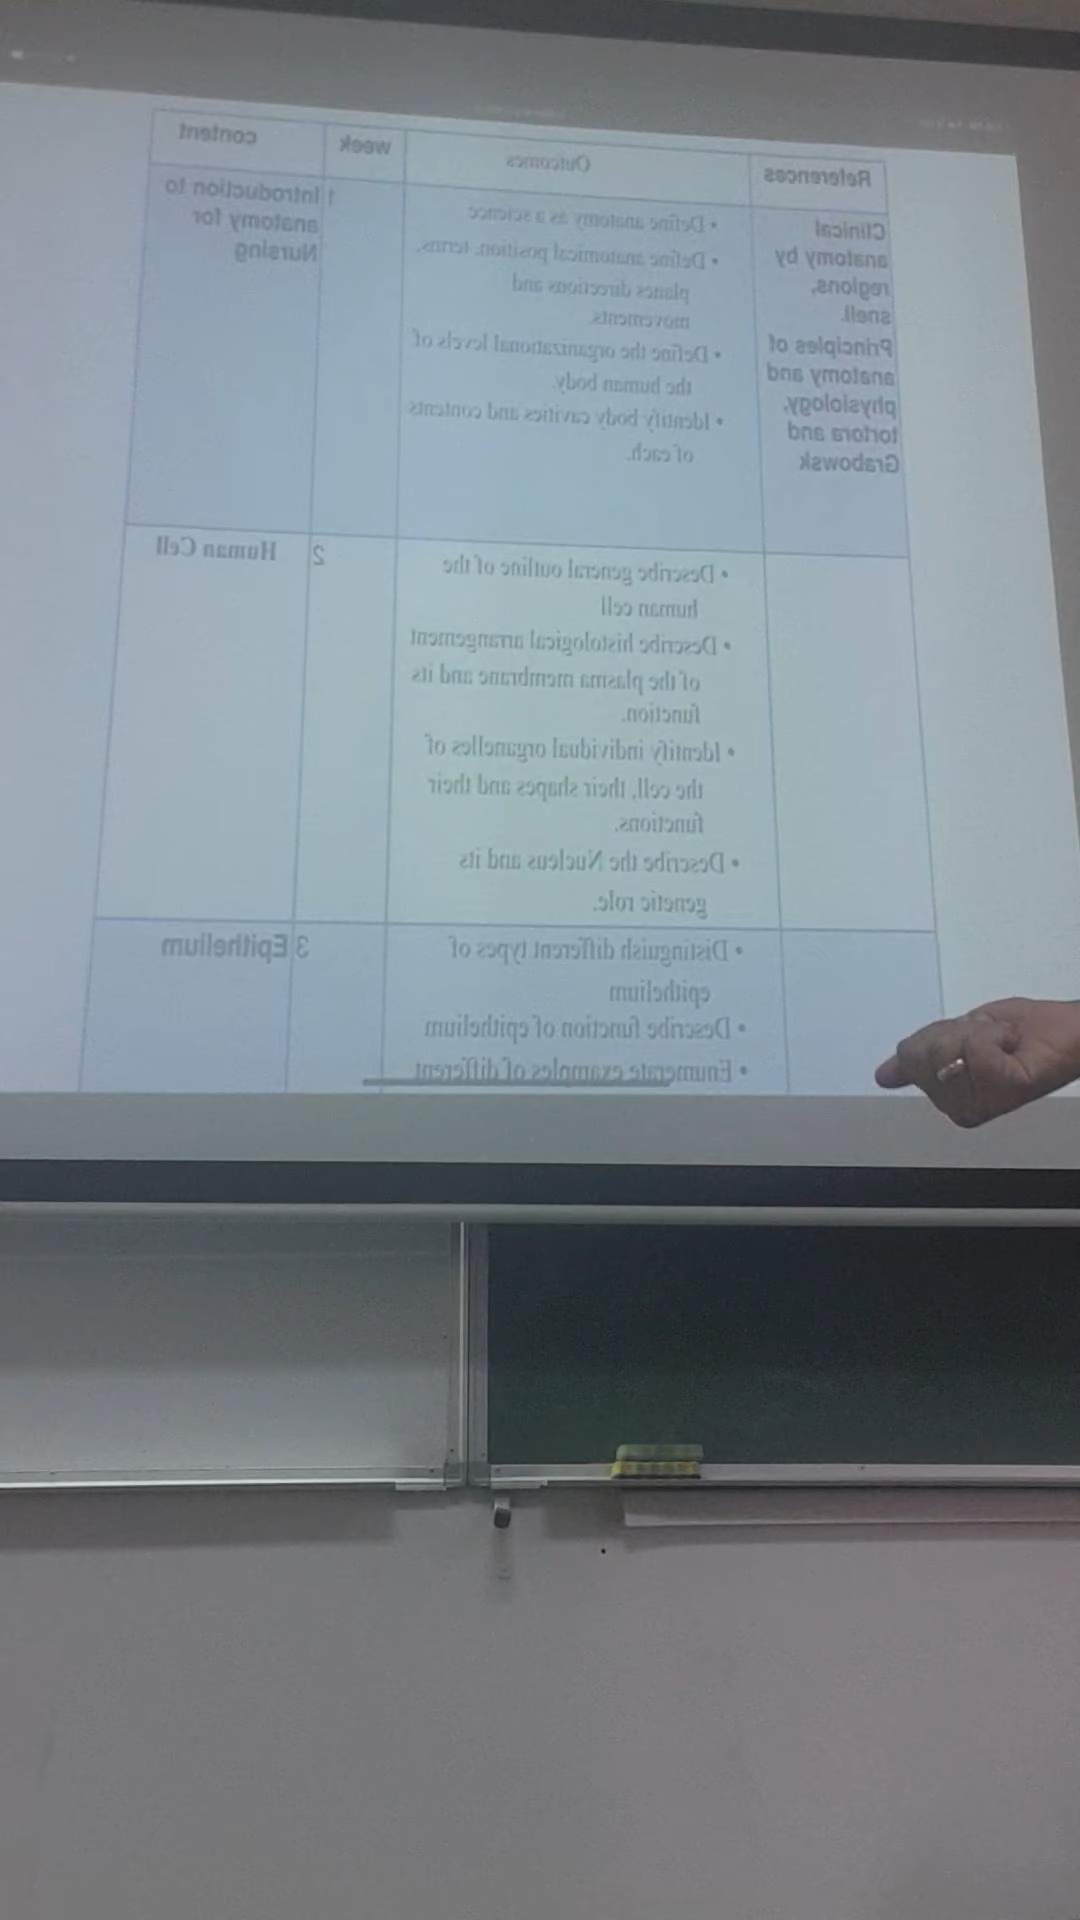 References
Outcomes
week
content
Clinical
anatomy by
regions,
snell.
Principles of
anatomy and
physiology,
tortora and
Grabowsk
• Define anatomy as a science
• Define anatomical position, terms,
planes directions and
movements.
• Define the organizational levels of
the human body.
• Identify body cavities and contents
of each.
1
Introduction to
anatomy for
Nursing
• Describe general outline of the
human cell
• Describe histological arrangement
of the plasma membrane and its
function.
• Identify individual organelles of
the cell, their shapes and their
functions.
• Describe the Nucleus and its
genetic role.
2
Human Cell
• Distinguish different types of
epithelium
• Describe function of epithelium
• Enumerate examples of different
3
Epithelium